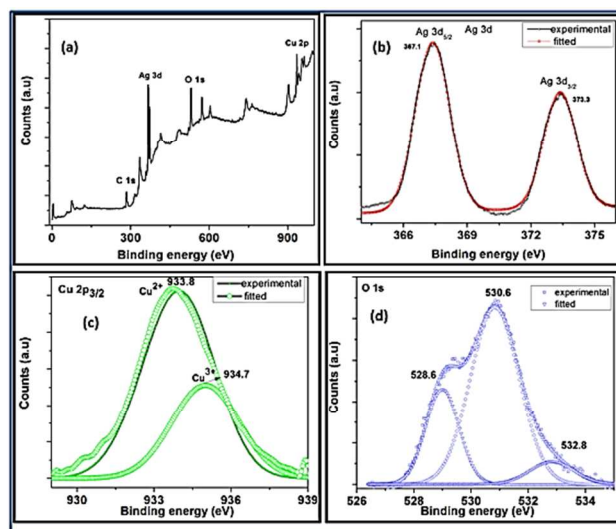 (a)
Cu 2p
Ag 3d
O 1s
C 1s
Counts (a.u)
0 300 600 900
Binding energy (eV)
(b)
Ag 3d5/2 Ag 3d
367.1
experimental
fitted
Ag 3d3/2
373.3
Counts (a.u)
366 369 372 375
Binding energy (eV)
Cu 2p3/2
933.8
Cu2+
experimental
fitted
(c)
Cu3+
934.7
Counts (a.u)
930 933 936 939
Binding energy (eV)
O 1s
530.6
experimental
fitted
(d)
528.6
532.8
Counts (a.u)
526 528 530 532 534
Binding energy (eV)